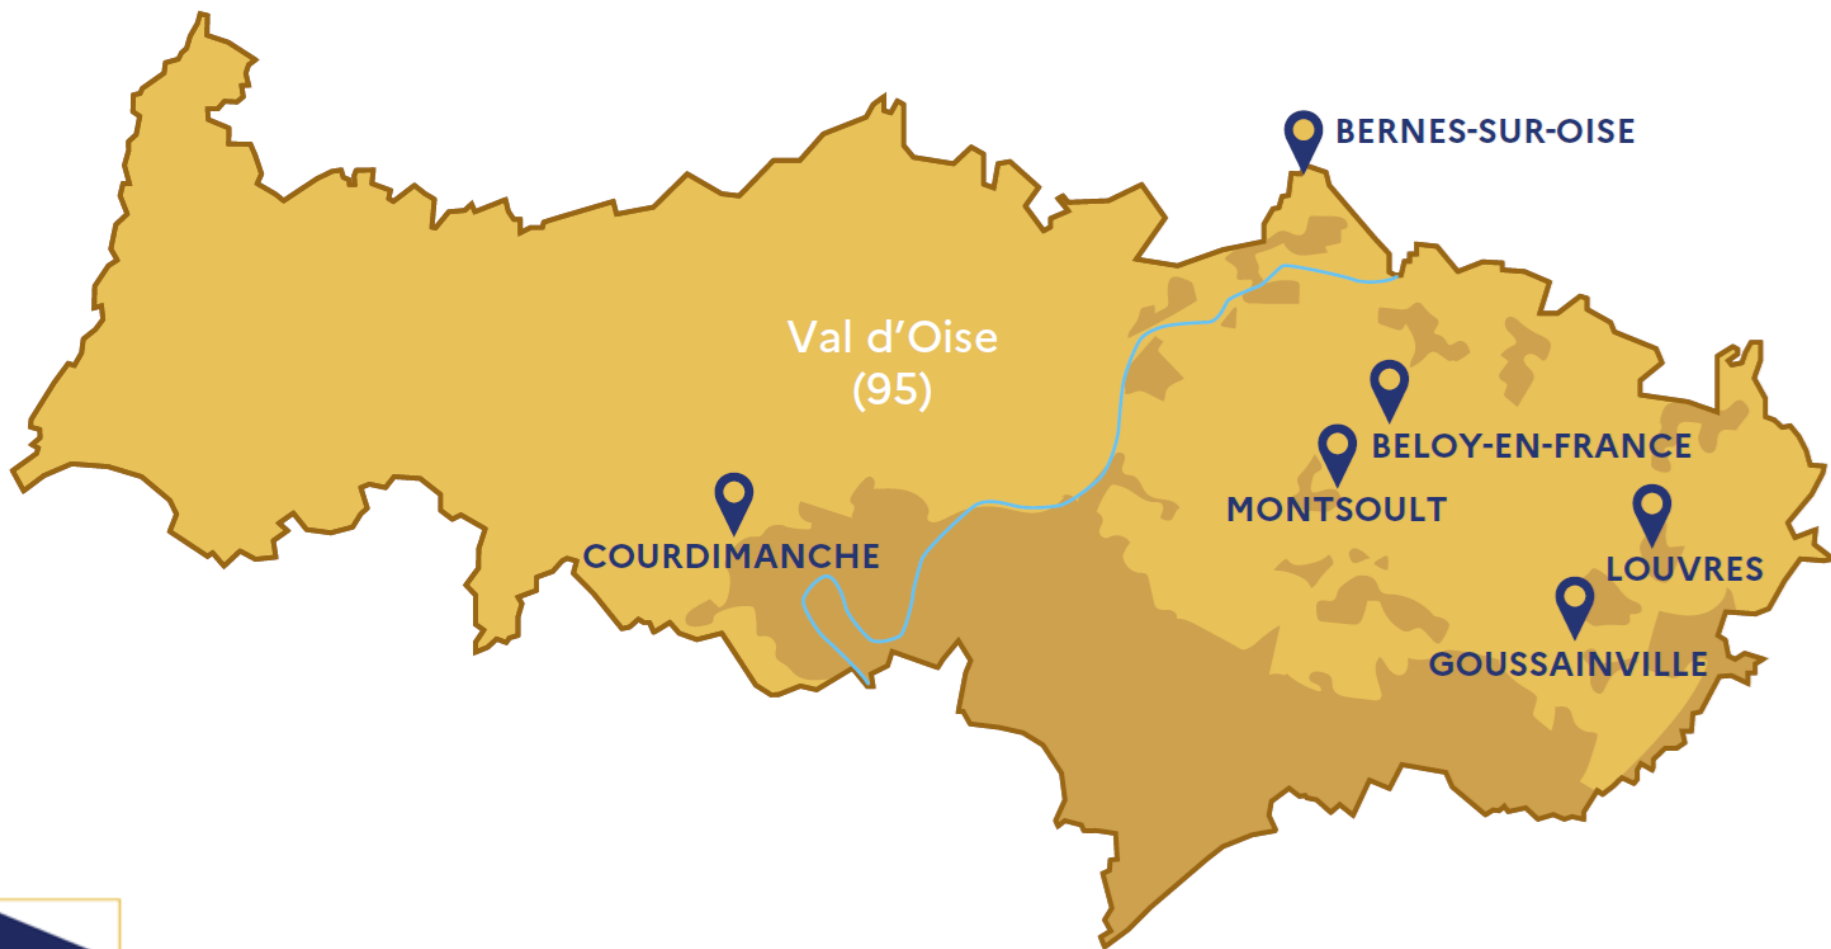 BERNES-SUR-OISE
Val d'Oise
(95)
BELOY-EN-FRANCE
MONTSOULT
COURDIMANCHE
LOUVRES
GOUSSAINVILLE